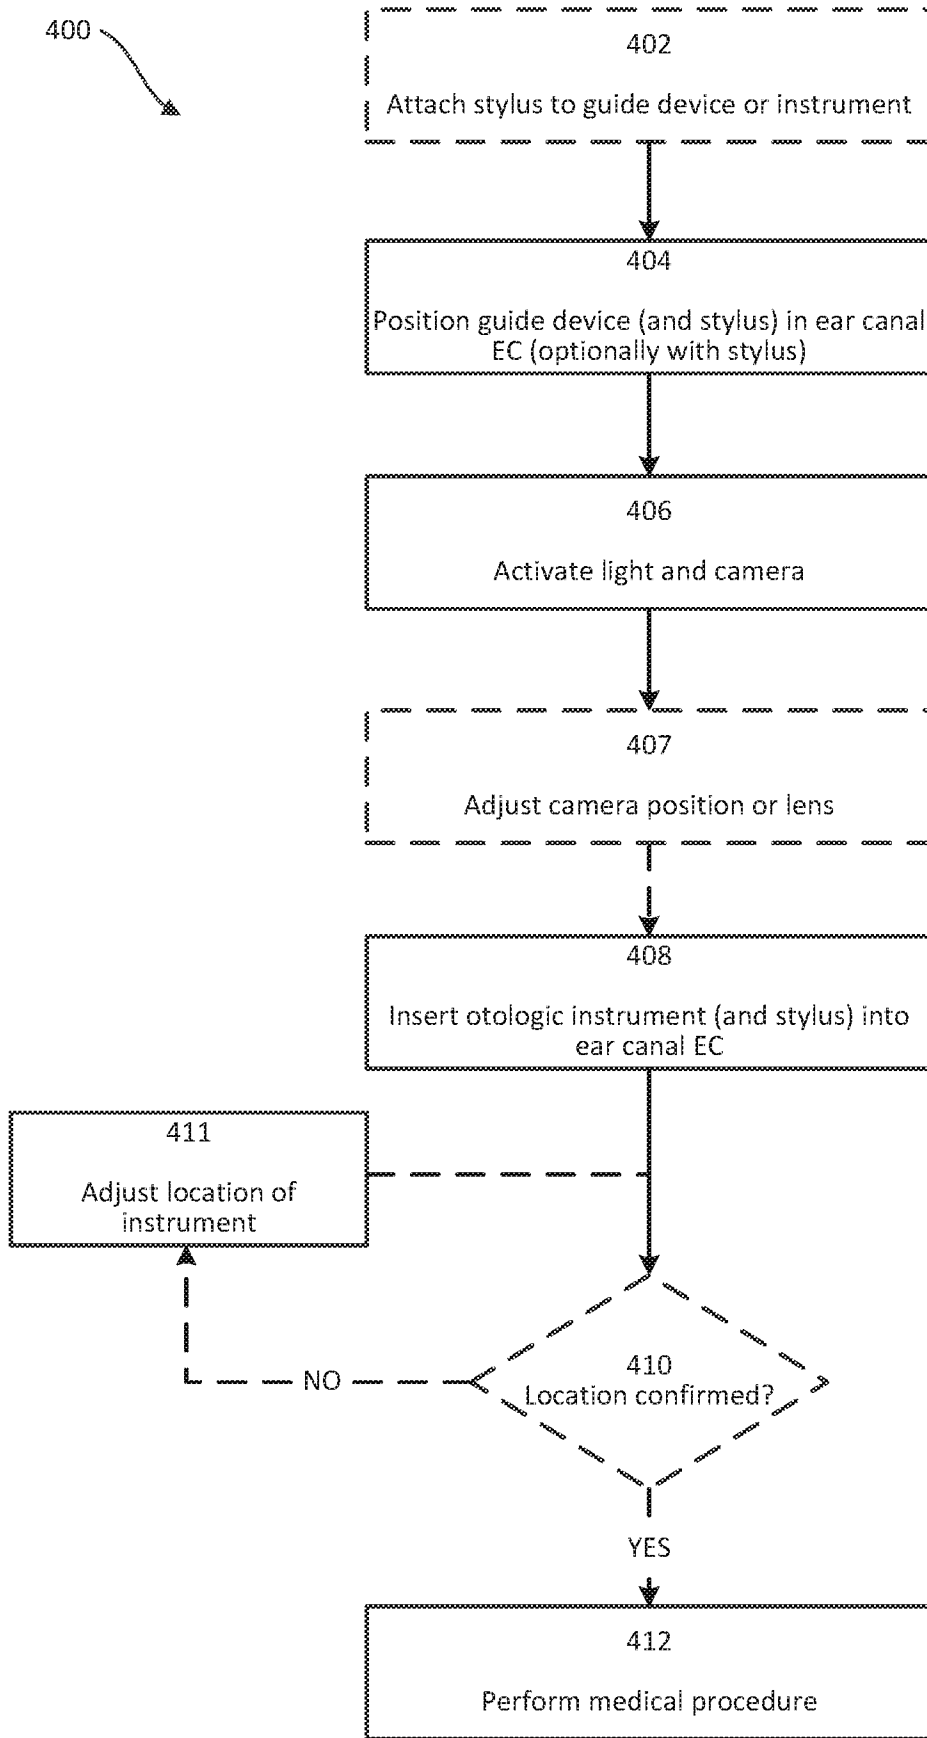 400
402
Attach stylus to guide device or instrument
404
Position guide device (and stylus) in ear canal
EC (optionally with stylus)
406
Activate light and camera
407
Adjust camera position or lens
408
Insert otologic instrument (and stylus) into
ear canal EC
411
Adjust location of
instrument
410
Location confirmed?
NO
YES
412
Perform medical procedure